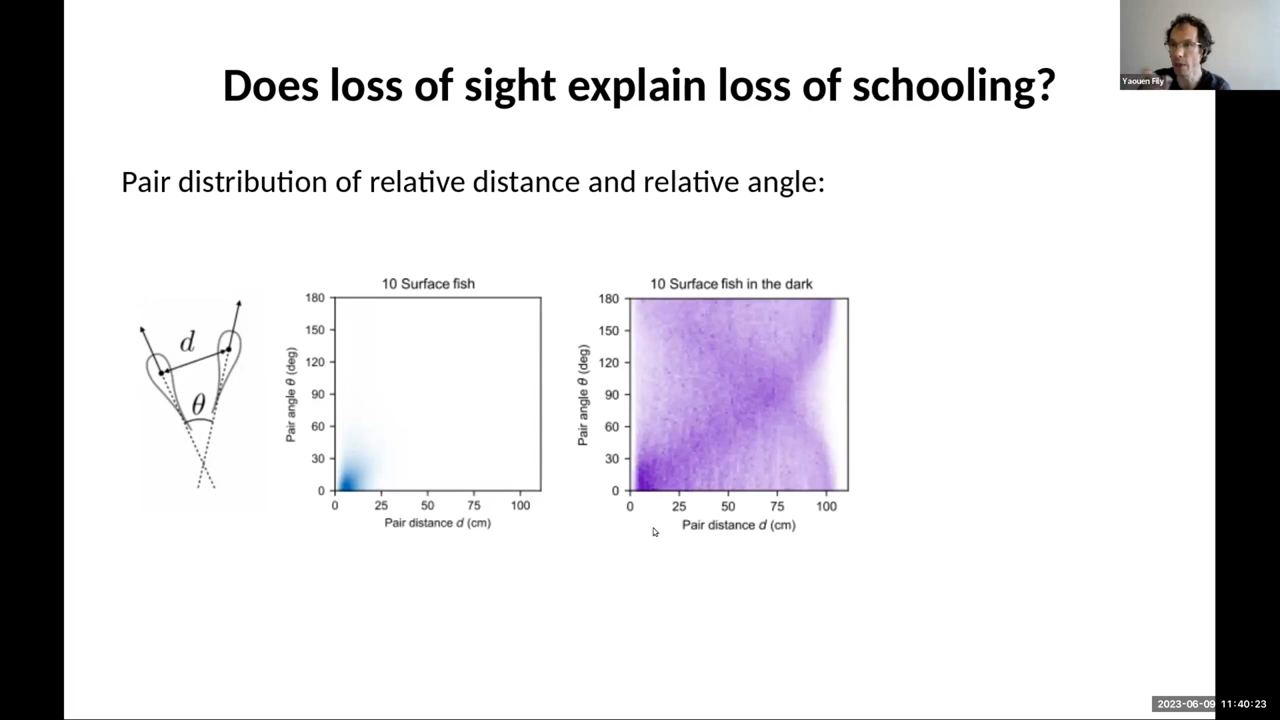 Does loss of sight explain loss of schooling?
Yaouen Fily
Pair distribution of relative distance and relative angle:
d
θ
10 Surface fish
180
150
120
90
60
30
0
Pair angle θ (deg)
0 25 50 75 100
Pair distance d (cm)
10 Surface fish in the dark
180
150
120
90
60
30
0
Pair angle θ (deg)
0 25 50 75 100
Pair distance d (cm)
2023-06-09 11:40:23